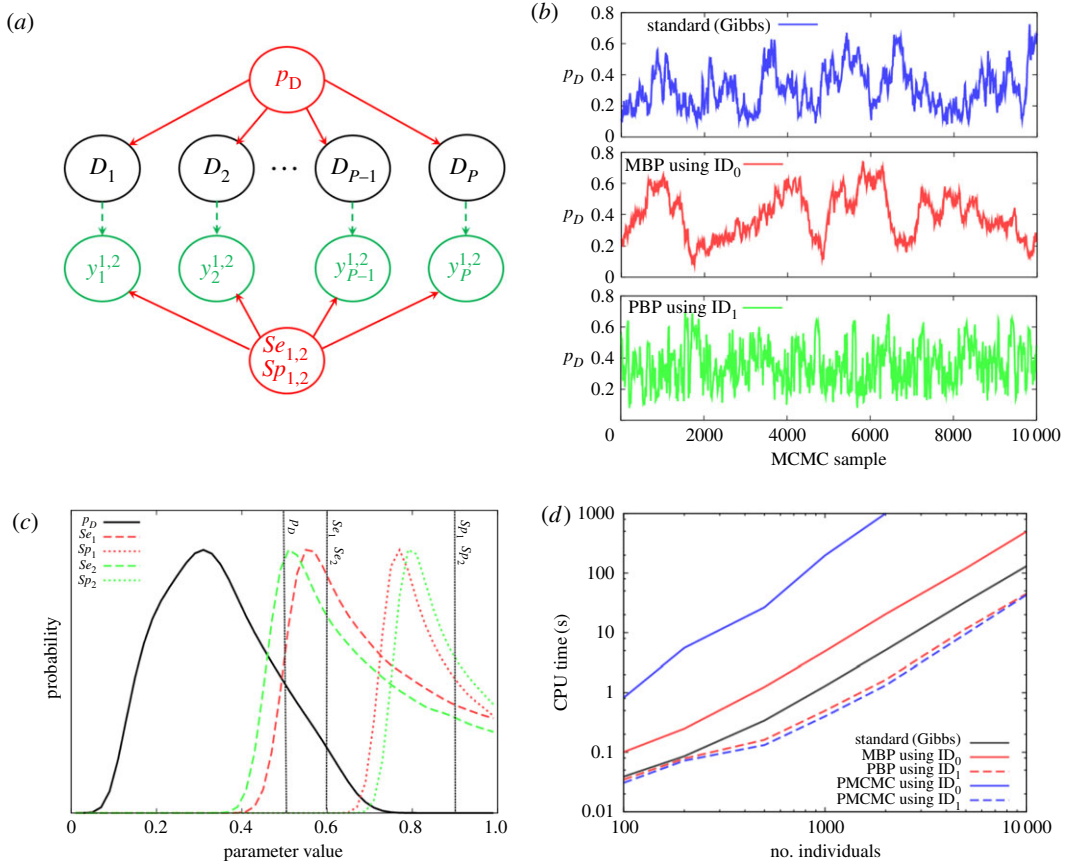 (a)
p_D
D_1 D_2 ... D_{P–1} D_P
y_1^{1,2} y_2^{1,2} y_{P–1}^{1,2} y_P^{1,2}
Se_{1,2}
Sp_{1,2}
(b)
0.8
standard (Gibbs)
0.6
p_D 0.4
0.2
0
0.8
MBP using ID_0
0.6
p_D 0.4
0.2
0
0.8
PBP using ID_1
0.6
p_D 0.4
0.2
0 2000 4000 6000 8000 10 000
MCMC sample
(c)
p_D
Se_1
Sp_1
Se_2
Sp_2
p_D
Se_1 Se_2
Sp_1 Sp_2
probability
0 0.2 0.4 0.6 0.8 1.0
parameter value
(d)
1000
100
10
1
0.1
0.01
CPU time (s)
standard (Gibbs)
MBP using ID_0
PBP using ID_1
PMCMC using ID_0
PMCMC using ID_1
100 1000 10 000
no. individuals